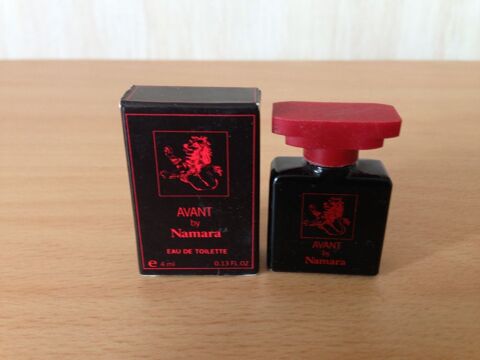 AVANT
by
Namara
EAU DE TOILETTE
e 4 ml 0.13 FL OZ
AVANT
by
Namara